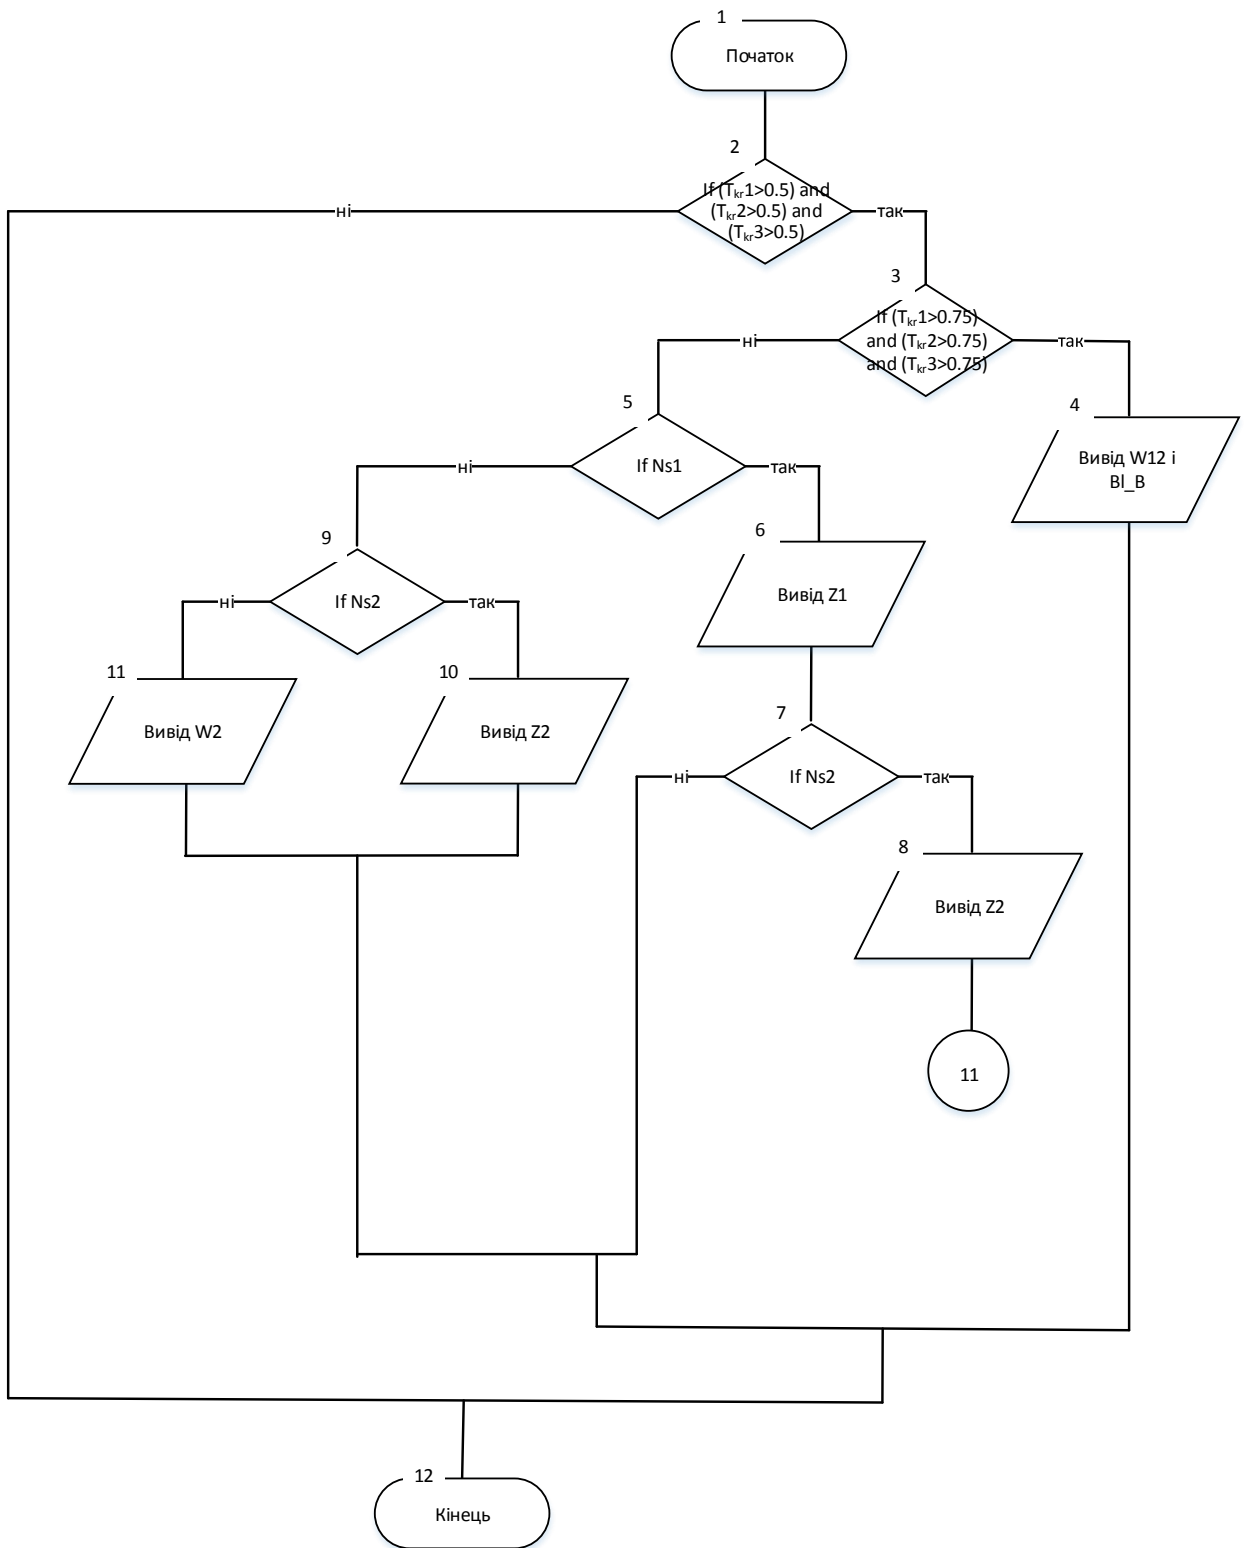 1
Початок
2
If (Tkr1>0.5) and
(Tkr2>0.5) and
(Tkr3>0.5)
ні
так
3
If (Tkr1>0.75)
and (Tkr2>0.75)
and (Tkr3>0.75)
ні
так
5
If Ns1
4
Вивід W12 і
Bl_B
ні
так
9
If Ns2
6
Вивід Z1
ні
так
11
Вивід W2
10
Вивід Z2
7
If Ns2
ні
так
8
Вивід Z2
11
12
Кінець